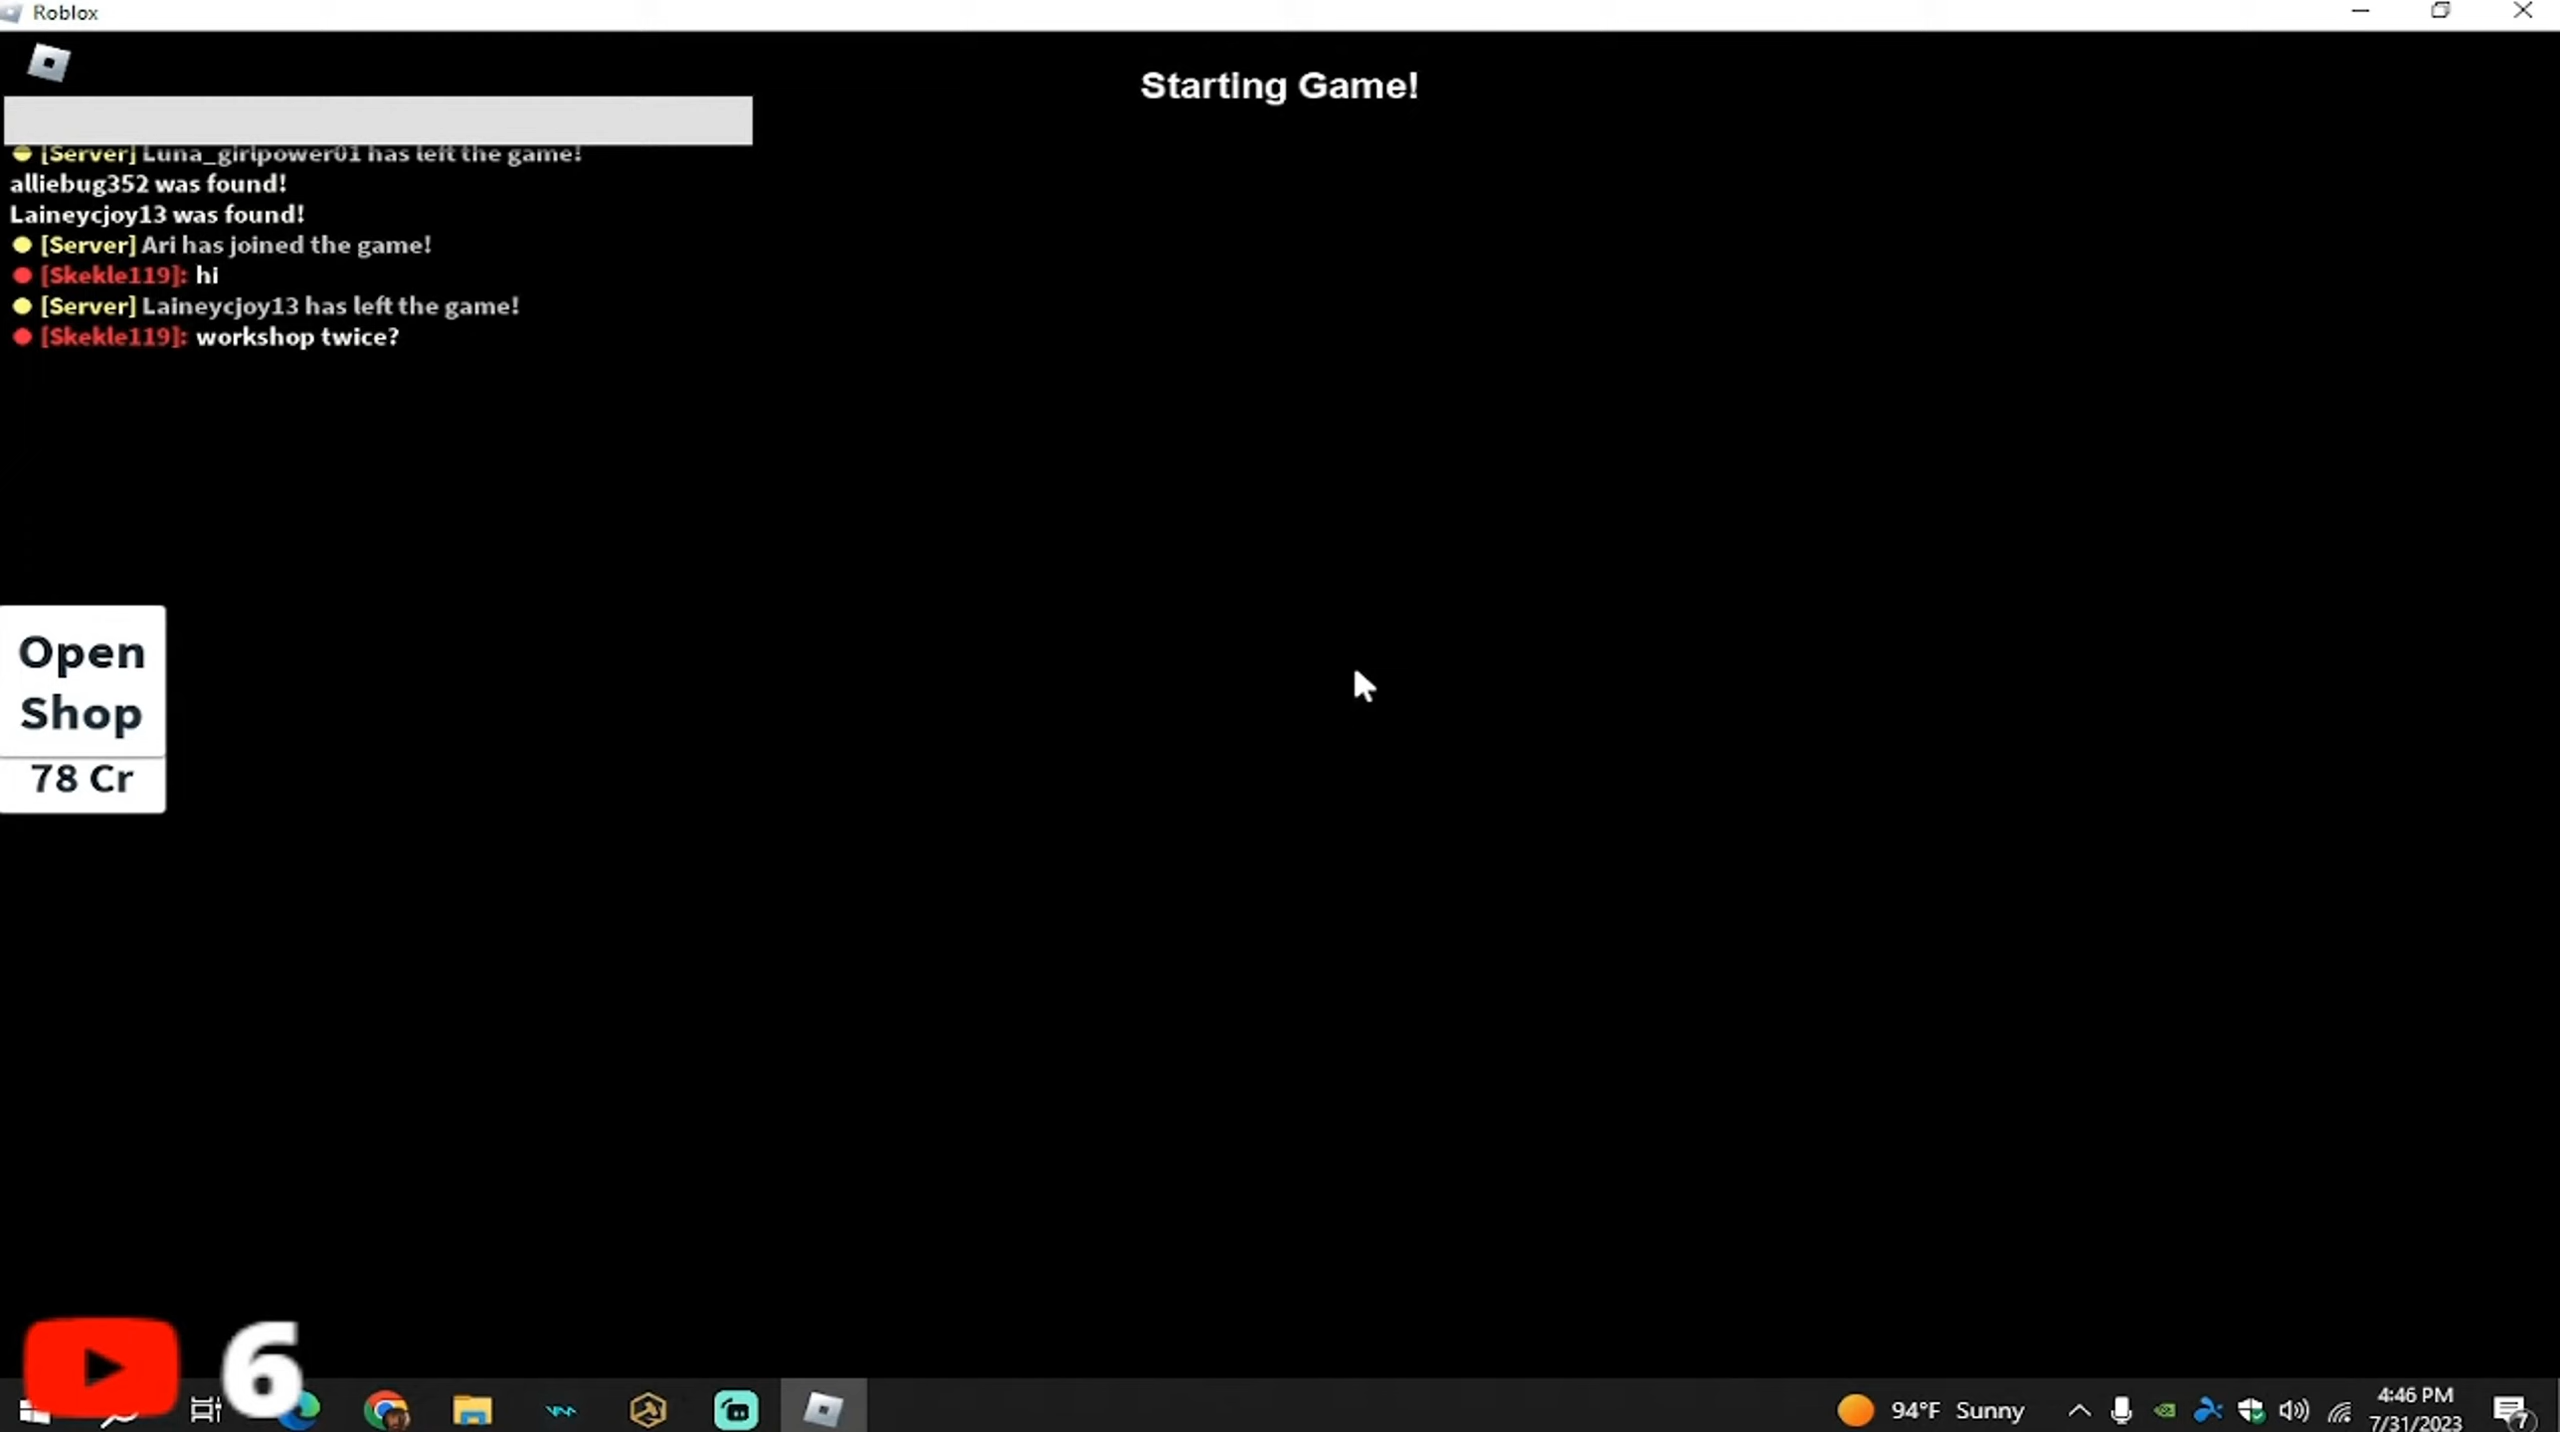 Roblox
Starting Game!
[Server] Luna_girlpower01 has left the game!
alliebug352 was found!
Laineycjoy13 was found!
[Server] Ari has joined the game!
[Skekle119]: hi
[Server] Laineycjoy13 has left the game!
[Skekle119]: workshop twice?
Open
Shop
78 Cr
6
94°F Sunny
4:46 PM
7/31/2023
7